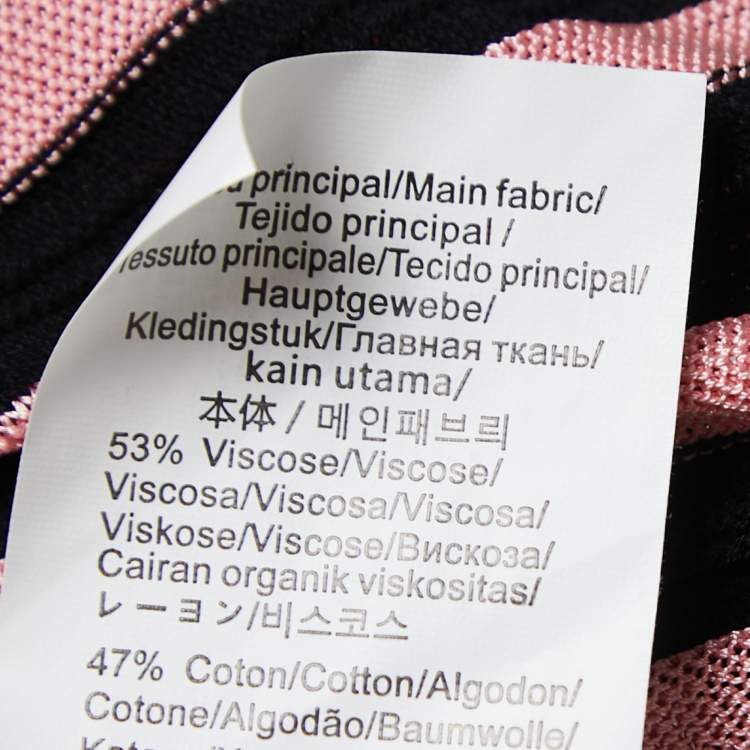 principal/Main fabric/
Tejido principal /
Tessuto principale/Tecido principal/
Hauptgewebe/
Kledingstuk/Главная ткань/
kain utama/
本体 / 메인패브릭
53% Viscose/Viscose/
Viscosa/Viscosa/Viscosa/
Viskose/Viscose/Вискоза/
Cairan organik viskositas/
レーヨン/비스코스
47% Coton/Cotton/Algodon/
Cotone/Algodão/Baumwolle/